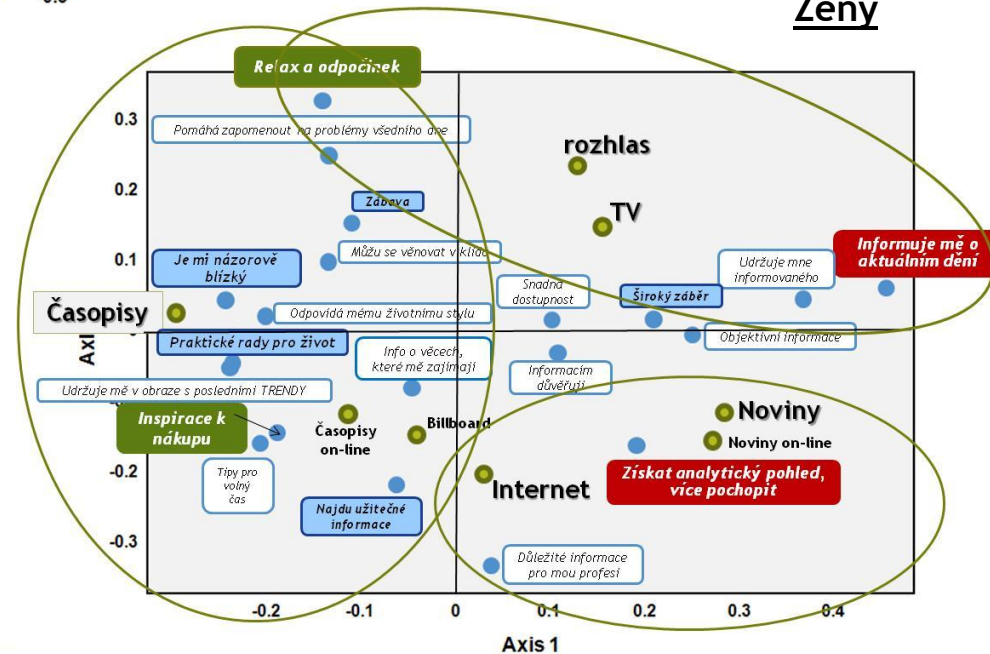 Ženy
Relax a odpočinek
0.3
Pomáhá zapomenout na problémy všedního dne
rozhlas
0.2
Zábava
TV
Můžu se věnovat v klidu
0.1
Je mi názorově
blízký
Udržuje mne
informovaného
Informuje mě o
aktuálním dění
Snadná
dostupnost
Široký záběr
Časopisy
Odpovídá mému životnímu stylu
Objektivní informace
Praktické rady pro život
Info o věcech,
které mě zajímají
Informacím
důvěřuji
Udržuje mě v obraze s posledními TRENDY
Inspirace k
nákupu
Časopisy
on-line
Billboard
Noviny
Noviny on-line
-0.2
Tipy pro
volný
čas
Internet
Získat analytický pohled,
více pochopit
Najdu užitečné
informace
-0.3
Důležité informace
pro mou profesi
-0.2
-0.1
0
0.1
0.2
0.3
0.4
Axis 1